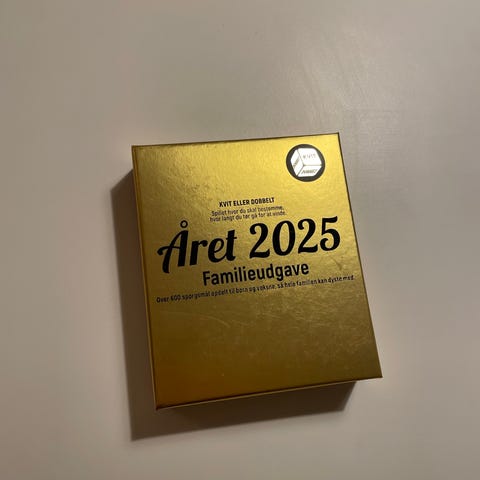 KVIT
KVIT ELLER DOBBELT
Spillet hvor du skal bestemme,
hvor langt du tør gå for at vinde.
Året 2025
Familieudgave
Over 600 spørgsmål opdelt til børn og voksne, så hele familien kan dyste med.